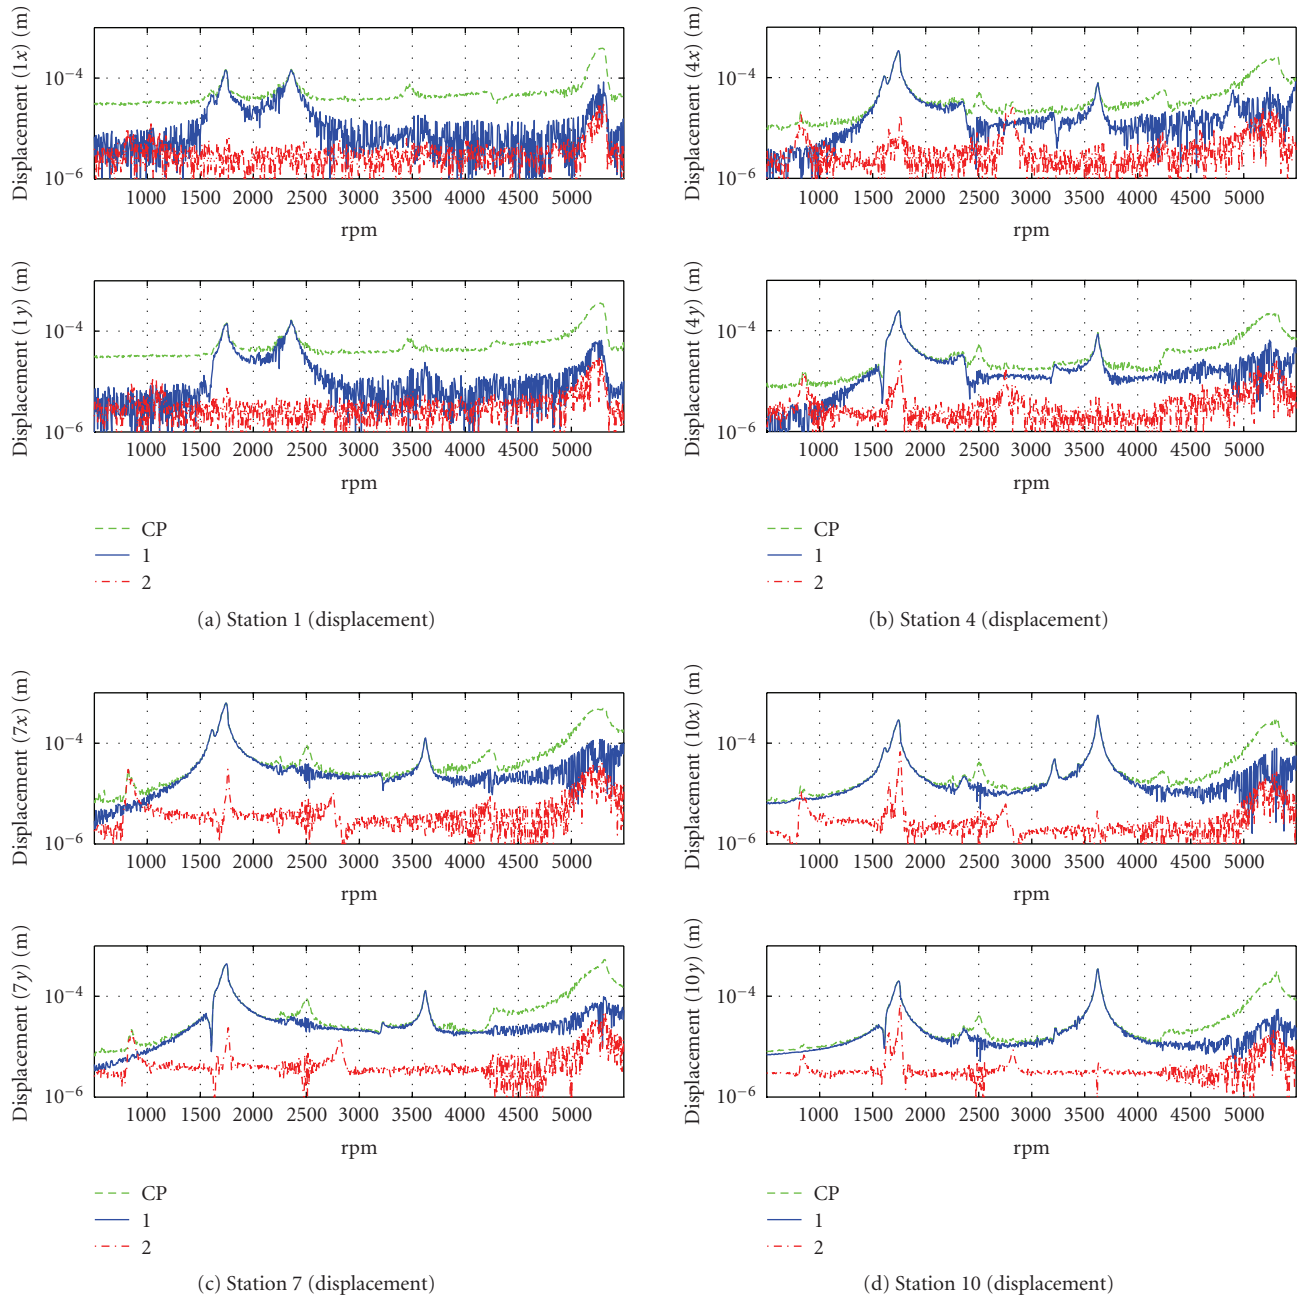 Displacement (1x) (m)
10⁻⁴
10⁻⁶
1000 1500 2000 2500 3000 3500 4000 4500 5000
rpm
Displacement (1y) (m)
10⁻⁴
10⁻⁶
1000 1500 2000 2500 3000 3500 4000 4500 5000
rpm
CP
1
2
(a) Station 1 (displacement)
Displacement (4x) (m)
10⁻⁴
10⁻⁶
1000 1500 2000 2500 3000 3500 4000 4500 5000
rpm
Displacement (4y) (m)
10⁻⁴
10⁻⁶
1000 1500 2000 2500 3000 3500 4000 4500 5000
rpm
CP
1
2
(b) Station 4 (displacement)
Displacement (7x) (m)
10⁻⁴
10⁻⁶
1000 1500 2000 2500 3000 3500 4000 4500 5000
rpm
Displacement (7y) (m)
10⁻⁴
10⁻⁶
1000 1500 2000 2500 3000 3500 4000 4500 5000
rpm
CP
1
2
(c) Station 7 (displacement)
Displacement (10x) (m)
10⁻⁴
10⁻⁶
1000 1500 2000 2500 3000 3500 4000 4500 5000
rpm
Displacement (10y) (m)
10⁻⁴
10⁻⁶
1000 1500 2000 2500 3000 3500 4000 4500 5000
rpm
CP
1
2
(d) Station 10 (displacement)